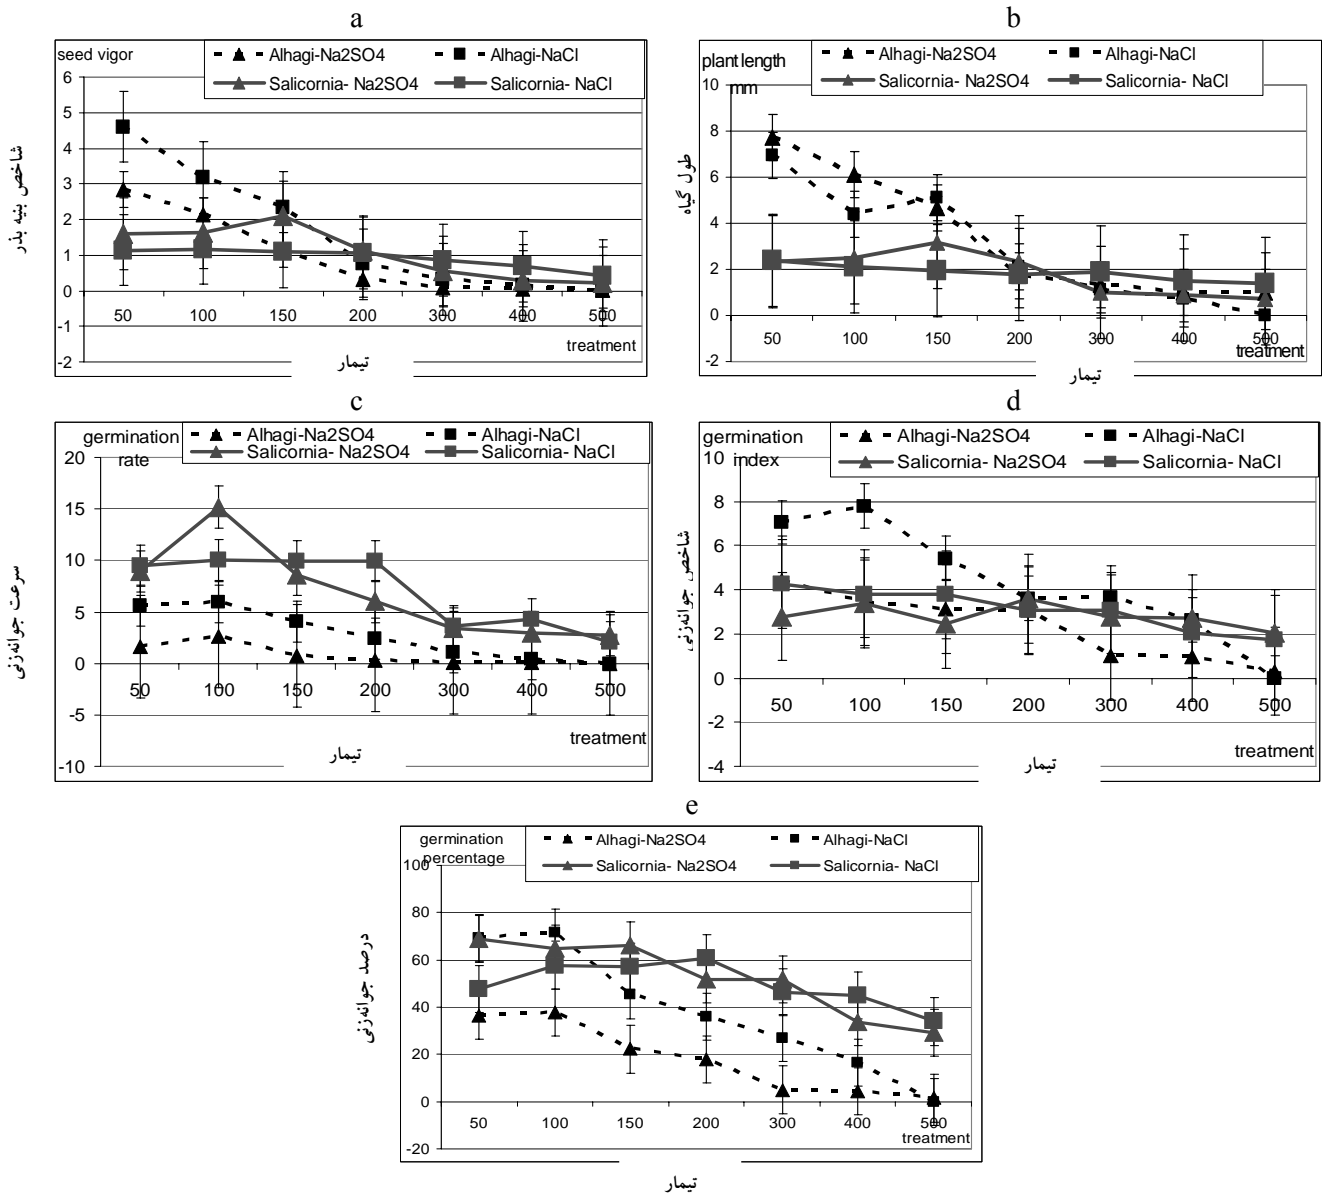 a
seed vigor
Alhagi-Na2SO4
Alhagi-NaCl
Salicornia- Na2SO4
Salicornia- NaCl
6
5
4
3
2
1
0
-1
-2
50 100 150 200 300 400 500
treatment
تیمار
شاخص بنیه بذر
b
plant length
mm
Alhagi-Na2SO4
Alhagi-NaCl
Salicornia- Na2SO4
Salicornia- NaCl
10
8
6
4
2
0
-2
50 100 150 200 300 400 500
treatment
تیمار
طول گیاه
c
germination
rate
Alhagi-Na2SO4
Alhagi-NaCl
Salicornia- Na2SO4
Salicornia- NaCl
20
15
10
5
0
-5
-10
50 100 150 200 300 400 500
treatment
تیمار
سرعت جوانه‌زنی
d
germination
index
Alhagi-Na2SO4
Alhagi-NaCl
Salicornia- Na2SO4
Salicornia- NaCl
10
8
6
4
2
0
-2
-4
50 100 150 200 300 400 500
treatment
تیمار
شاخص جوانه‌زنی
e
germination
percentage
Alhagi-Na2SO4
Alhagi-NaCl
Salicornia- Na2SO4
Salicornia- NaCl
100
80
60
40
20
0
-20
50 100 150 200 300 400 500
treatment
تیمار
درصد جوانه‌زنی